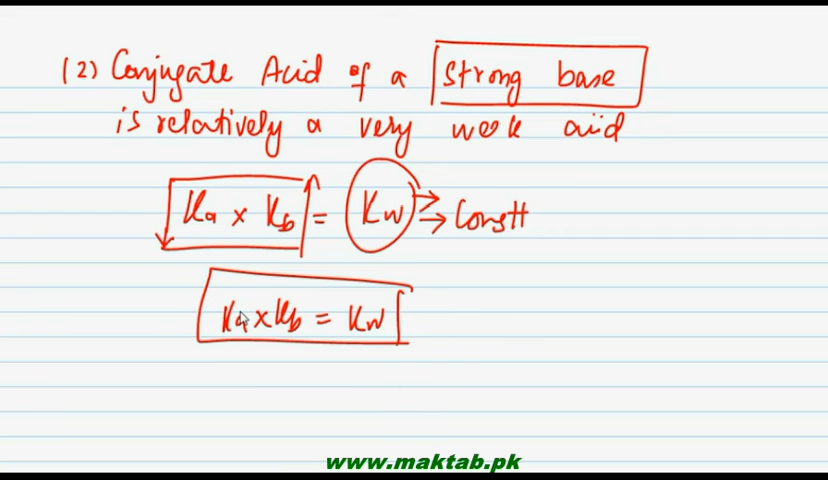 (2) Conjugate Acid of a Strong base
is relatively a very weak acid
Ka x Kb = Kw → Constt
Ka x Kb = Kw
www.maktab.pk